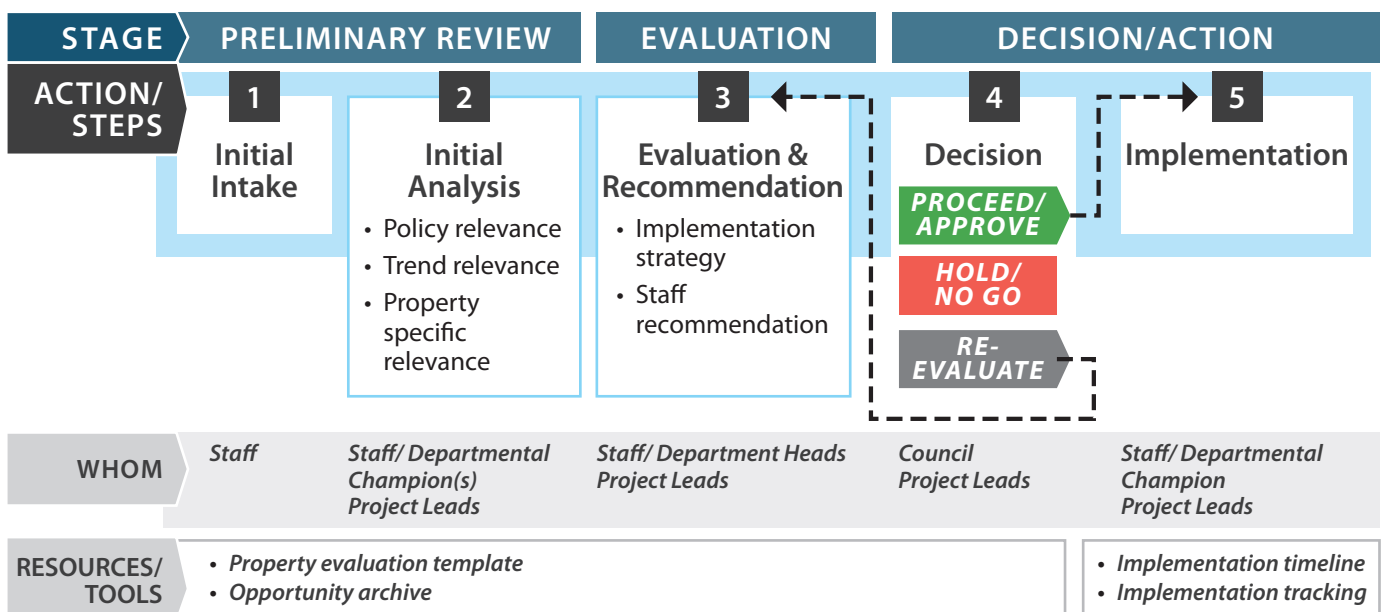 STAGE
PRELIMINARY REVIEW
EVALUATION
DECISION/ACTION
ACTION/
STEPS
1
Initial
Intake
2
Initial
Analysis
• Policy relevance
• Trend relevance
• Property
specific
relevance
3
Evaluation &
Recommendation
• Implementation
strategy
• Staff
recommendation
4
Decision
PROCEED/
APPROVE
HOLD/
NO GO
RE-
EVALUATE
5
Implementation
WHOM
Staff
Staff/ Departmental
Champion(s)
Project Leads
Staff/ Department Heads
Project Leads
Council
Project Leads
Staff/ Departmental
Champion
Project Leads
RESOURCES/
TOOLS
• Property evaluation template
• Opportunity archive
• Implementation timeline
• Implementation tracking